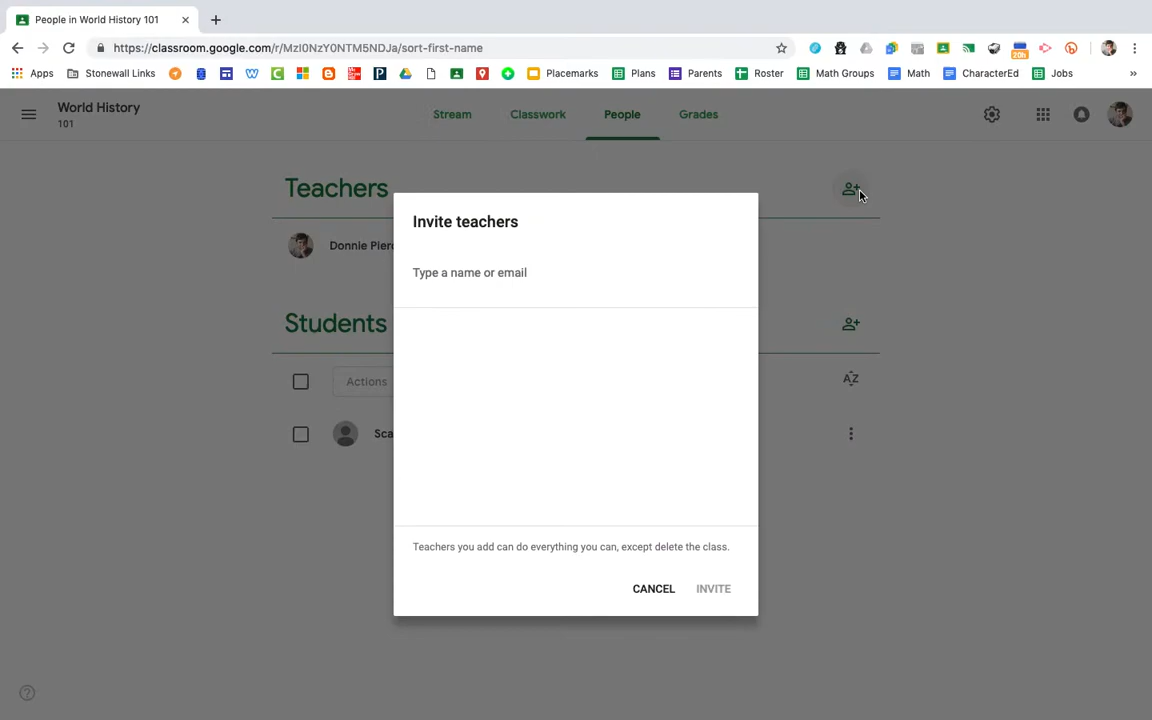 People in World History 101
https://classroom.google.com/r/MzI0NzY0NTM5NDJa/sort-first-name
20h
Apps Stonewall Links Placemarks Plans Parents Roster Math Groups Math CharacterEd Jobs »
World History
101
Stream Classwork People Grades
Teachers
Donnie Pierc
Students
Actions
AZ
Sca
Invite teachers
Type a name or email
Teachers you add can do everything you can, except delete the class.
CANCEL INVITE